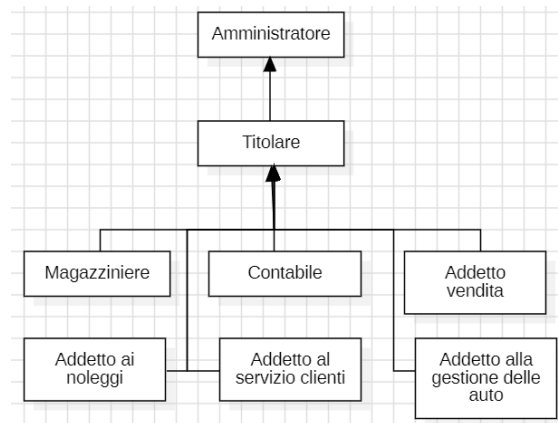 Amministratore
Titolare
Magazziniere
Contabile
Addetto
vendita
Addetto ai
noleggi
Addetto al
servizio clienti
Addetto alla
gestione delle
auto